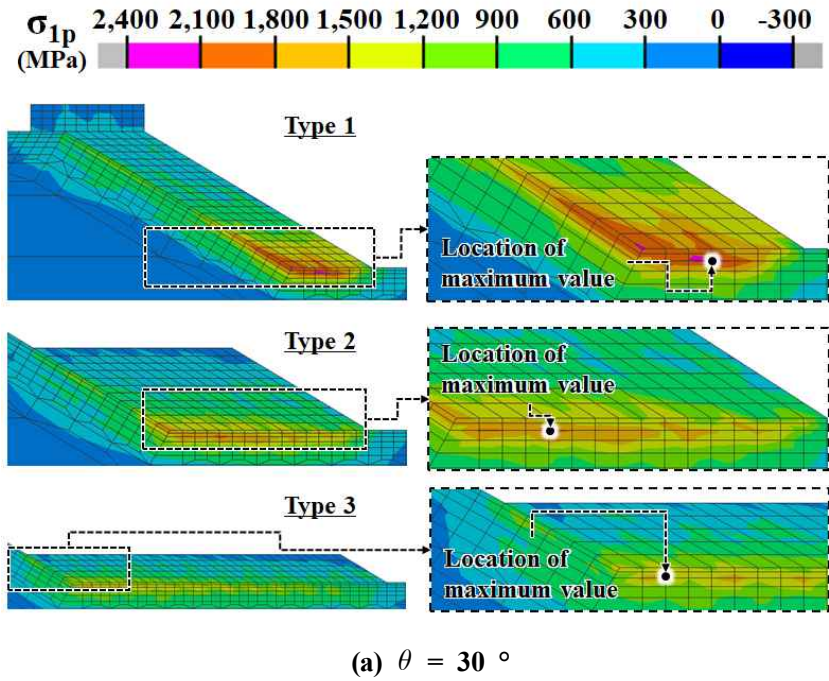 σ1p 2,400 2,100 1,800 1,500 1,200 900 600 300 0 -300
(MPa)
Type 1
Location of
maximum value
Type 2
Location of
maximum value
Type 3
Location of
maximum value
(a) θ = 30 °